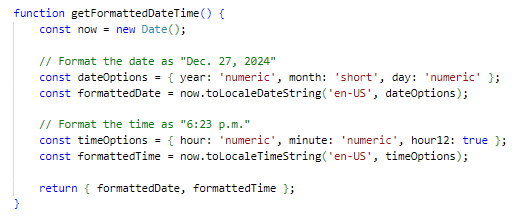 function getFormattedDateTime() {
    const now = new Date();

    // Format the date as "Dec. 27, 2024"
    const dateOptions = { year: 'numeric', month: 'short', day: 'numeric' };
    const formattedDate = now.toLocaleDateString('en-US', dateOptions);

    // Format the time as "6:23 p.m."
    const timeOptions = { hour: 'numeric', minute: 'numeric', hour12: true };
    const formattedTime = now.toLocaleTimeString('en-US', timeOptions);

    return { formattedDate, formattedTime };
}